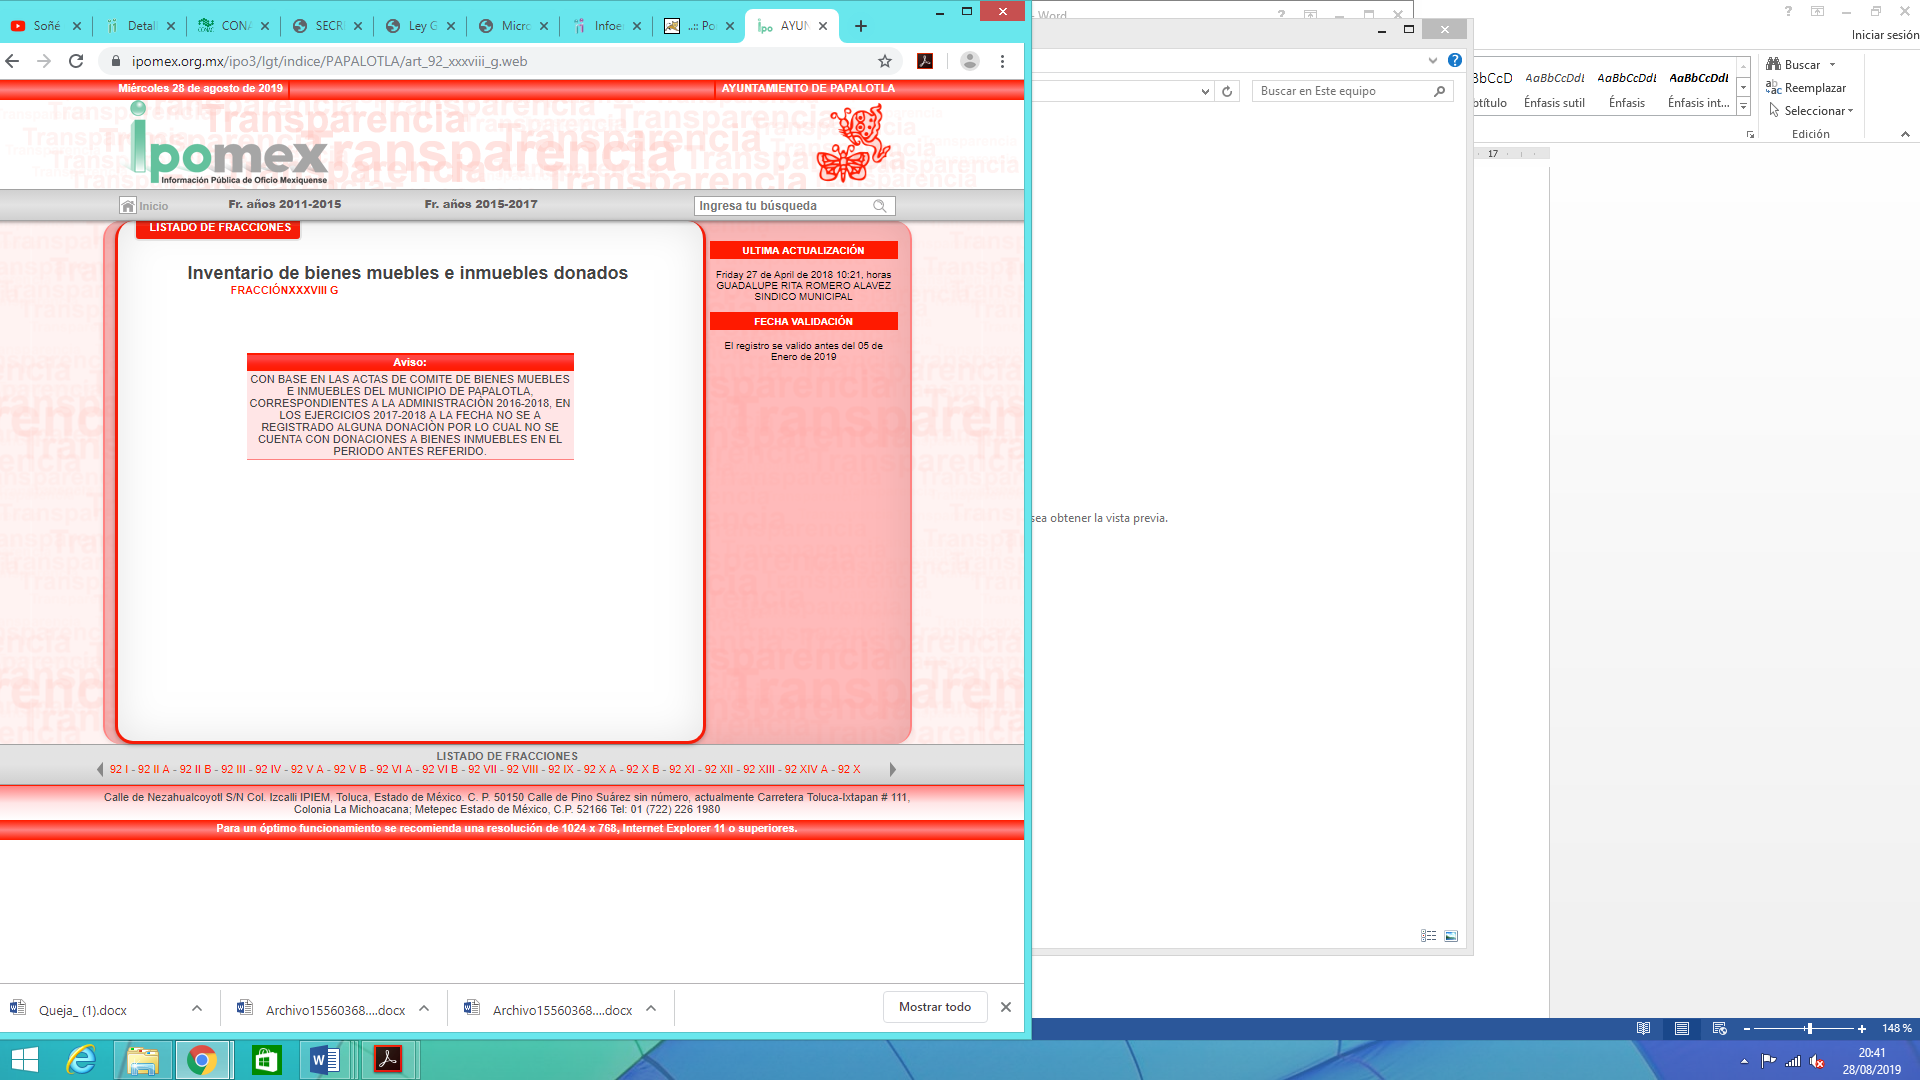 Soñé
Detall
CONA
SECRE
Ley G
Micro
Infoe
..:: Po
AYUN
ipomex.org.mx/ipo3/lgt/indice/PAPALOTLA/art_92_xxxviii_g.web
Miércoles 28 de agosto de 2019
AYUNTAMIENTO DE PAPALOTLA
Transparencia
ipomex
Información Pública de Oficio Mexiquense
Inicio
Fr. años 2011-2015
Fr. años 2015-2017
Ingresa tu búsqueda
LISTADO DE FRACCIONES
Inventario de bienes muebles e inmuebles donados
FRACCIÓNXXXVIII G
Aviso:
CON BASE EN LAS ACTAS DE COMITE DE BIENES MUEBLES
E INMUEBLES DEL MUNICIPIO DE PAPALOTLA,
CORRESPONDIENTES A LA ADMINISTRACIÒN 2016-2018, EN
LOS EJERCICIOS 2017-2018 A LA FECHA NO SE A
REGISTRADO ALGUNA DONACIÒN POR LO CUAL NO SE
CUENTA CON DONACIONES A BIENES INMUEBLES EN EL
PERIODO ANTES REFERIDO.
ULTIMA ACTUALIZACIÓN
Friday 27 de April de 2018 10:21, horas
GUADALUPE RITA ROMERO ALAVEZ
SINDICO MUNICIPAL
FECHA VALIDACIÓN
El registro se valido antes del 05 de
Enero de 2019
LISTADO DE FRACCIONES
92 I - 92 II A - 92 II B - 92 III - 92 IV - 92 V A - 92 V B - 92 VI A - 92 VI B - 92 VII - 92 VIII - 92 IX - 92 X A - 92 X B - 92 XI - 92 XII - 92 XIII - 92 XIV A - 92 X
Calle de Nezahualcoyotl S/N Col. Izcalli IPIEM, Toluca, Estado de México. C. P. 50150 Calle de Pino Suárez sin número, actualmente Carretera Toluca-Ixtapan # 111,
Colonia La Michoacana; Metepec Estado de México, C.P. 52166 Tel: 01 (722) 226 1980
Para un óptimo funcionamiento se recomienda una resolución de 1024 x 768, Internet Explorer 11 o superiores.
Queja_ (1).docx
Archivo15560368....docx
Archivo15560368....docx
Mostrar todo
- Word
Buscar en Este equipo
sea obtener la vista previa.
Iniciar sesión
AaBbCcDdI
AaBbCcDdI
AaBbCcDdI
Énfasis sutil
Énfasis
Énfasis int...
Buscar
Reemplazar
Seleccionar
Edición
17
148 %
20:41
28/08/2019